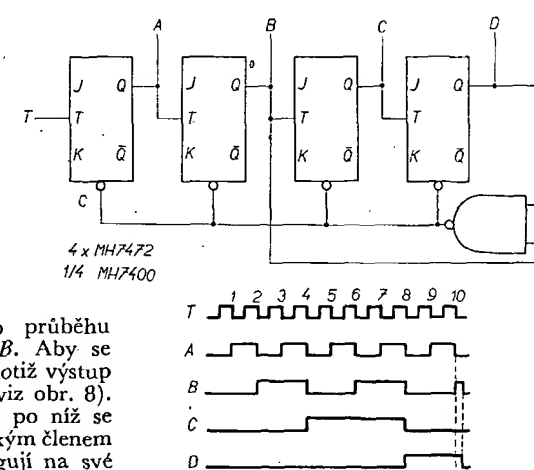 A B C D
J Q J Q J Q J Q
T T T T T
K Q̄ K Q̄ K Q̄ K Q̄
C
4 x MH7472
1/4 MH7400
průběhu
B. Aby se
otiž výstup
viz obr. 8).
po níž se
kým členem
gují na své
1 2 3 4 5 6 7 8 9 10
T
A
B
C
D